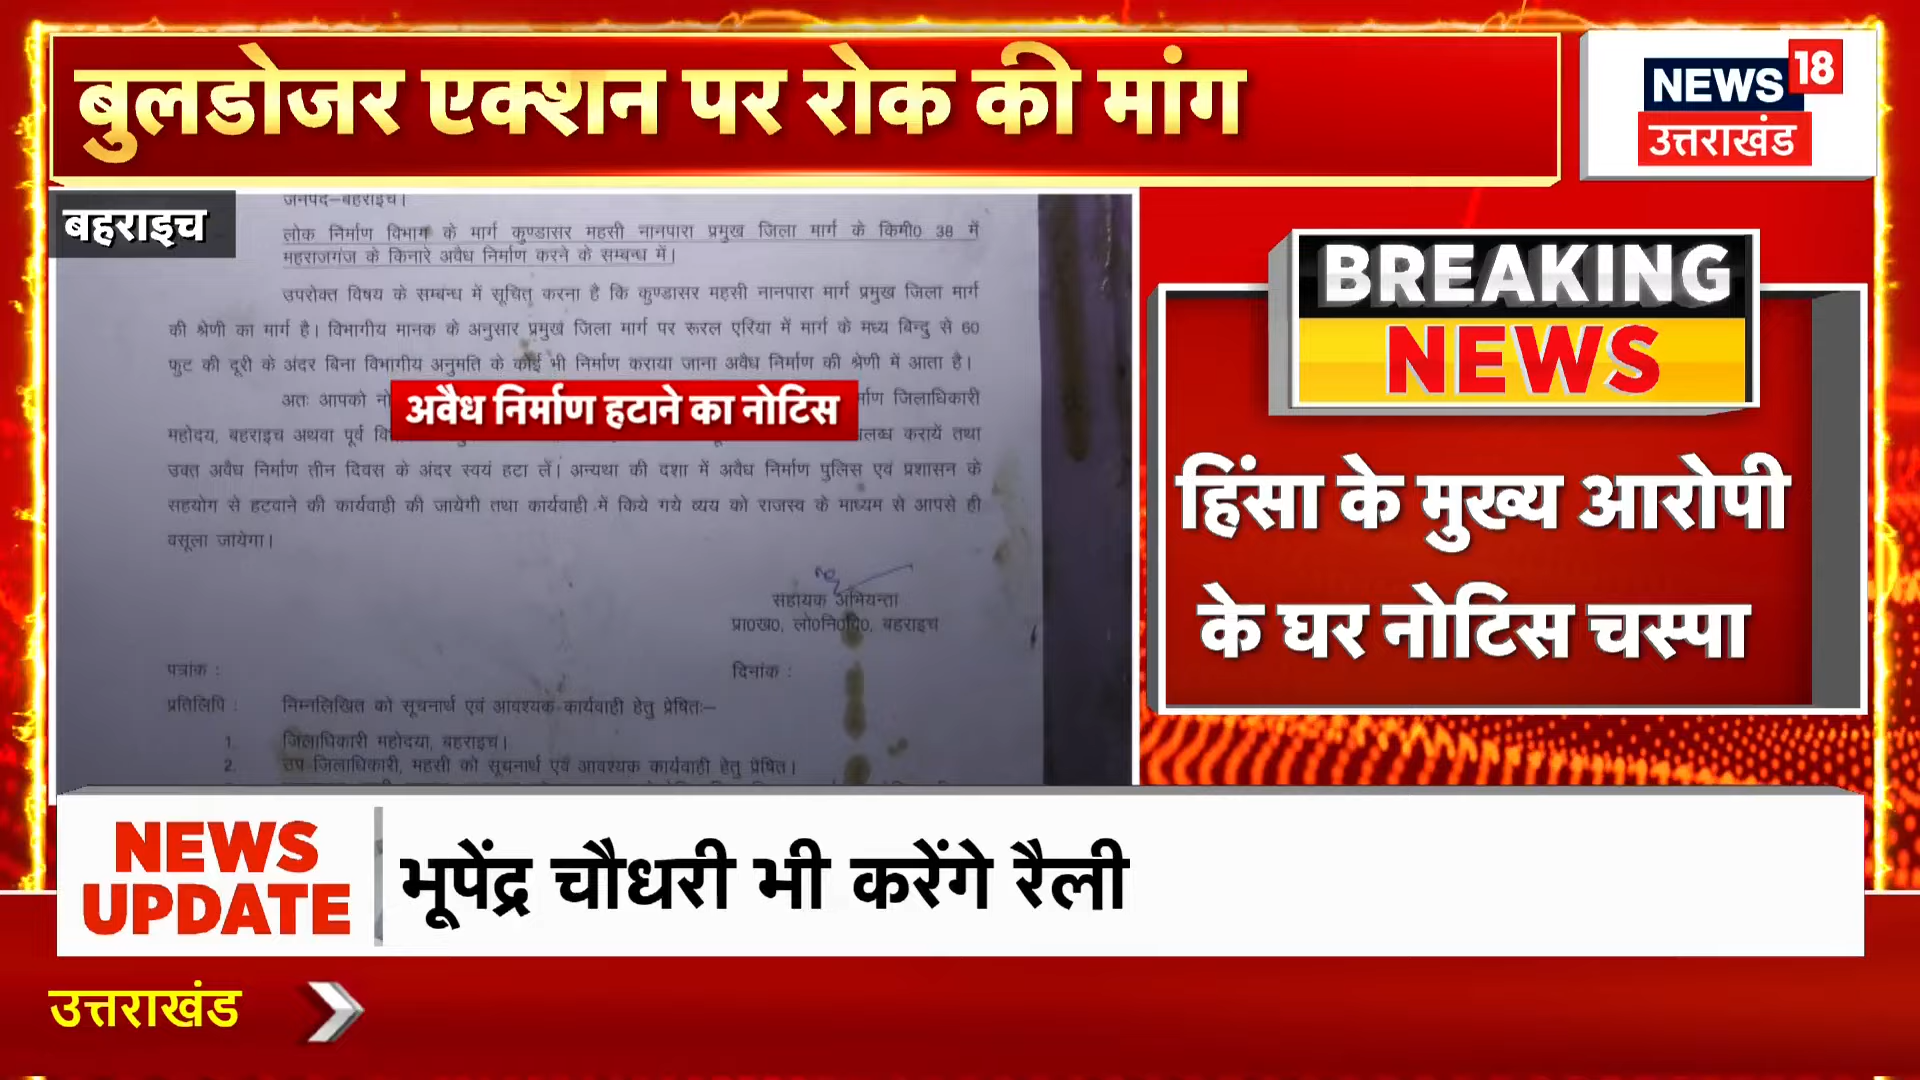 बुलडोजर एक्शन पर रोक की मांग
NEWS 18
उत्तराखंड
बहराइच
जनपद–बहराइच।
लोक निर्माण विभाग के मार्ग कुण्डासर महसी नानपारा प्रमुख जिला मार्ग के किमी0 38 में
महराजगंज के किनारे अवैध निर्माण करने के सम्बन्ध में।
उपरोक्त विषय के सम्बन्ध में सूचित करना है कि कुण्डासर महसी नानपारा मार्ग प्रमुख जिला मार्ग
की श्रेणी का मार्ग है। विभागीय मानक के अनुसार प्रमुख जिला मार्ग पर रूरल एरिया में मार्ग के मध्य बिन्दु से 60
फुट की दूरी के अंदर बिना विभागीय अनुमति के कोई भी निर्माण कराया जाना अवैध निर्माण की श्रेणी में आता है।
अतः आपको जिलाधिकारी
अवैध निर्माण हटाने का नोटिस
महोदय, बहराइच अथवा पूर्व करायें तथा
उक्त अवैध निर्माण तीन दिवस के अंदर स्वयं हटा लें। अन्यथा की दशा में अवैध निर्माण पुलिस एवं प्रशासन के
सहयोग से हटवाने की कार्यवाही की जायेगी तथा कार्यवाही में किये गये व्यय को राजस्व के माध्यम से आपसे ही
वसूला जायेगा।
सहायक अभियन्ता
प्रा0ख0, लो0नि0वि0, बहराइच
पत्रांक :
दिनांक :
प्रतिलिपि : निम्नलिखित को सूचनार्थ एवं आवश्यक कार्यवाही हेतु प्रेषितः–
1. जिलाधिकारी महोदया, बहराइच।
2. उप जिलाधिकारी, महसी को सूचनार्थ एवं आवश्यक कार्यवाही हेतु प्रेषित।
BREAKING
NEWS
हिंसा के मुख्य आरोपी
के घर नोटिस चस्पा
NEWS
UPDATE
भूपेंद्र चौधरी भी करेंगे रैली
उत्तराखंड